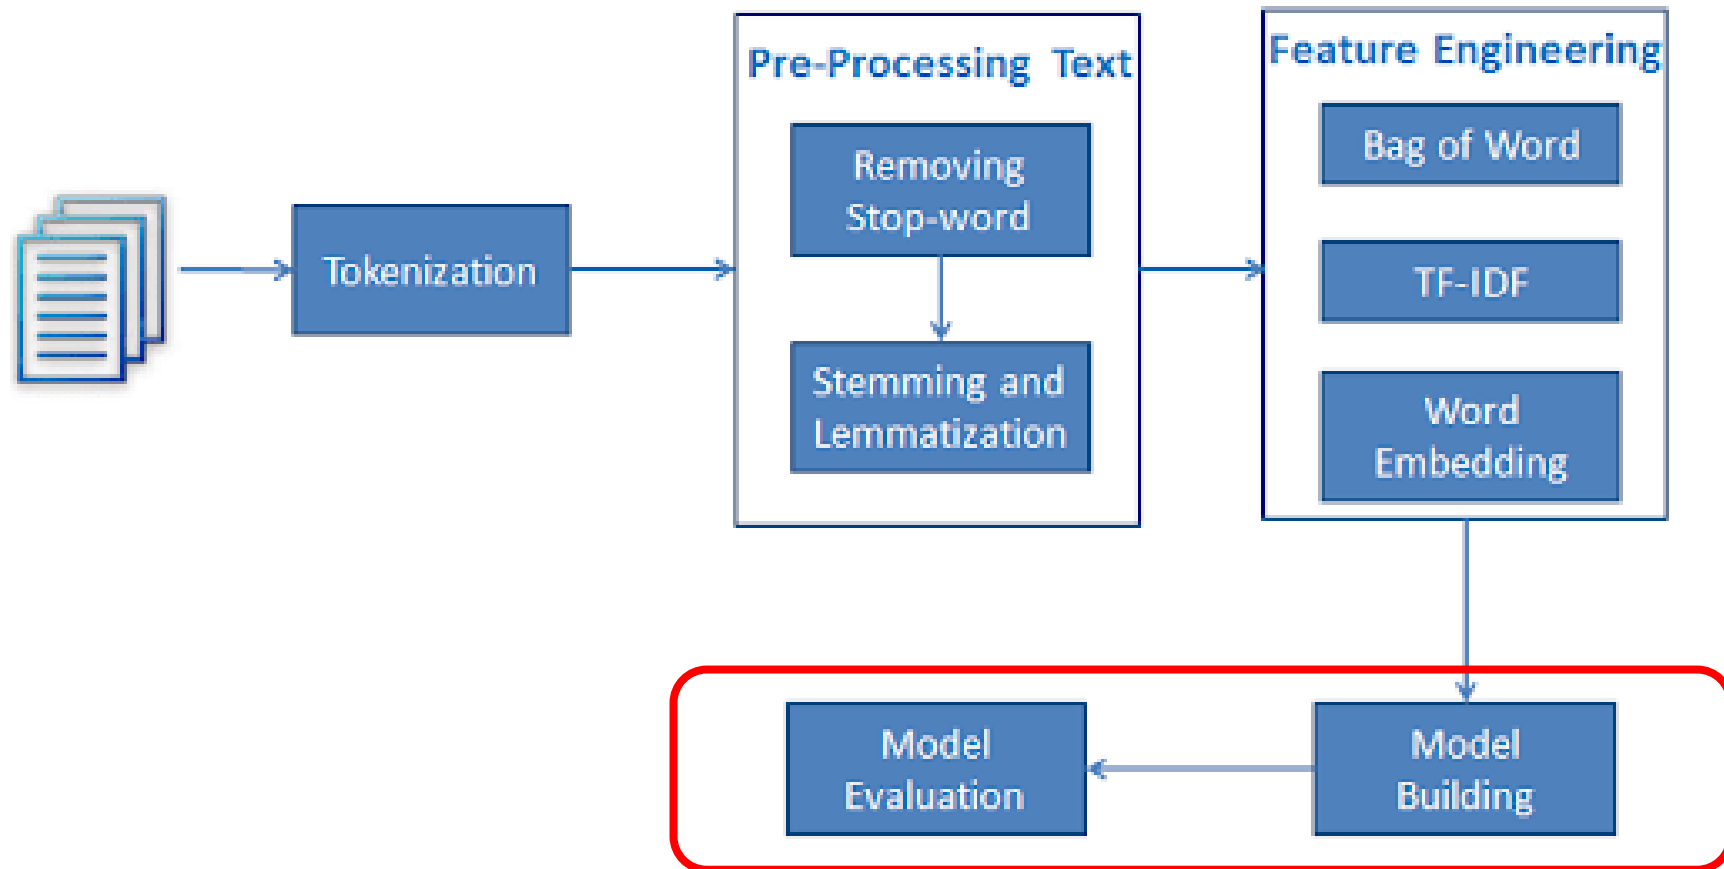 Tokenization
Pre-Processing Text
Removing
Stop-word
Stemming and
Lemmatization
Feature Engineering
Bag of Word
TF-IDF
Word
Embedding
Model
Building
Model
Evaluation